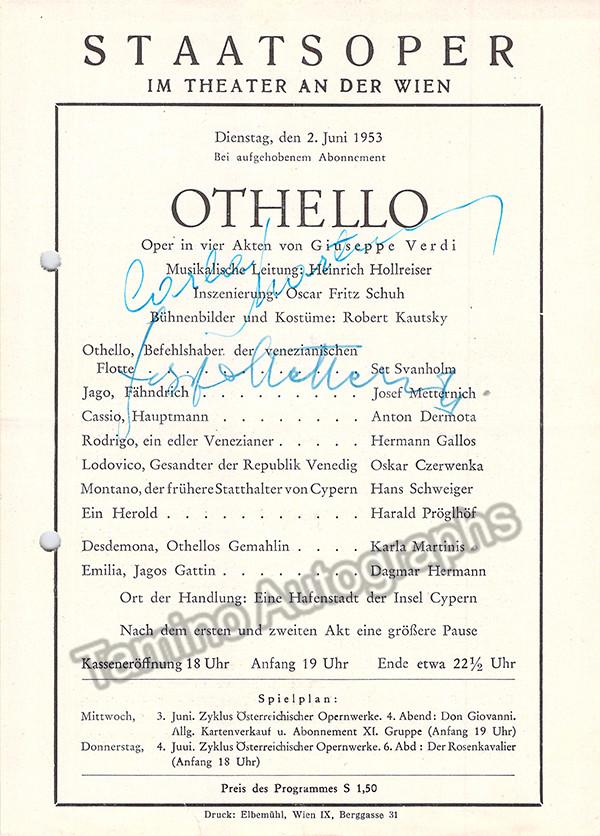 STAATSOPER
IM THEATER AN DER WIEN
Dienstag, den 2. Juni 1953
Bei aufgehobenem Abonnement
OTHELLO
Oper in vier Akten von Giuseppe Verdi
Musikalische Leitung: Heinrich Hollreiser
Inszenierung: Oscar Fritz Schuh
Bühnenbilder und Kostüme: Robert Kautsky
Carla Martinis
Josef Metternich
Othello, Befehlshaber der venezianischen
Flotte . . . . . . . . . . . . Set Svanholm
Jago, Fähndrich . . . . . . . . . Josef Metternich
Cassio, Hauptmann . . . . . . . . Anton Dermota
Rodrigo, ein edler Venezianer . . . . . Hermann Gallos
Lodovico, Gesandter der Republik Venedig Oskar Czerwenka
Montano, der frühere Statthalter von Cypern Hans Schweiger
Ein Herold . . . . . . . . . . . Harald Pröglhöf
Desdemona, Othellos Gemahlin . . . . Karla Martinis
Emilia, Jagos Gattin . . . . . . . . Dagmar Hermann
Ort der Handlung: Eine Hafenstadt der Insel Cypern
Nach dem ersten und zweiten Akt eine größere Pause
Kasseneröffnung 18 Uhr Anfang 19 Uhr Ende etwa 22½ Uhr
Spielplan:
Mittwoch, 3. Juni. Zyklus Österreichischer Opernwerke. 4. Abend: Don Giovanni.
Allg. Kartenverkauf u. Abonnement XI. Gruppe (Anfang 19 Uhr)
Donnerstag, 4. Juui. Zyklus Österreichischer Opernwerke. 6. Abd : Der Rosenkavalier
(Anfang 18 Uhr)
Preis des Programmes S 1,50
Druck: Elbemühl, Wien IX, Berggasse 31
Tamino Autographs